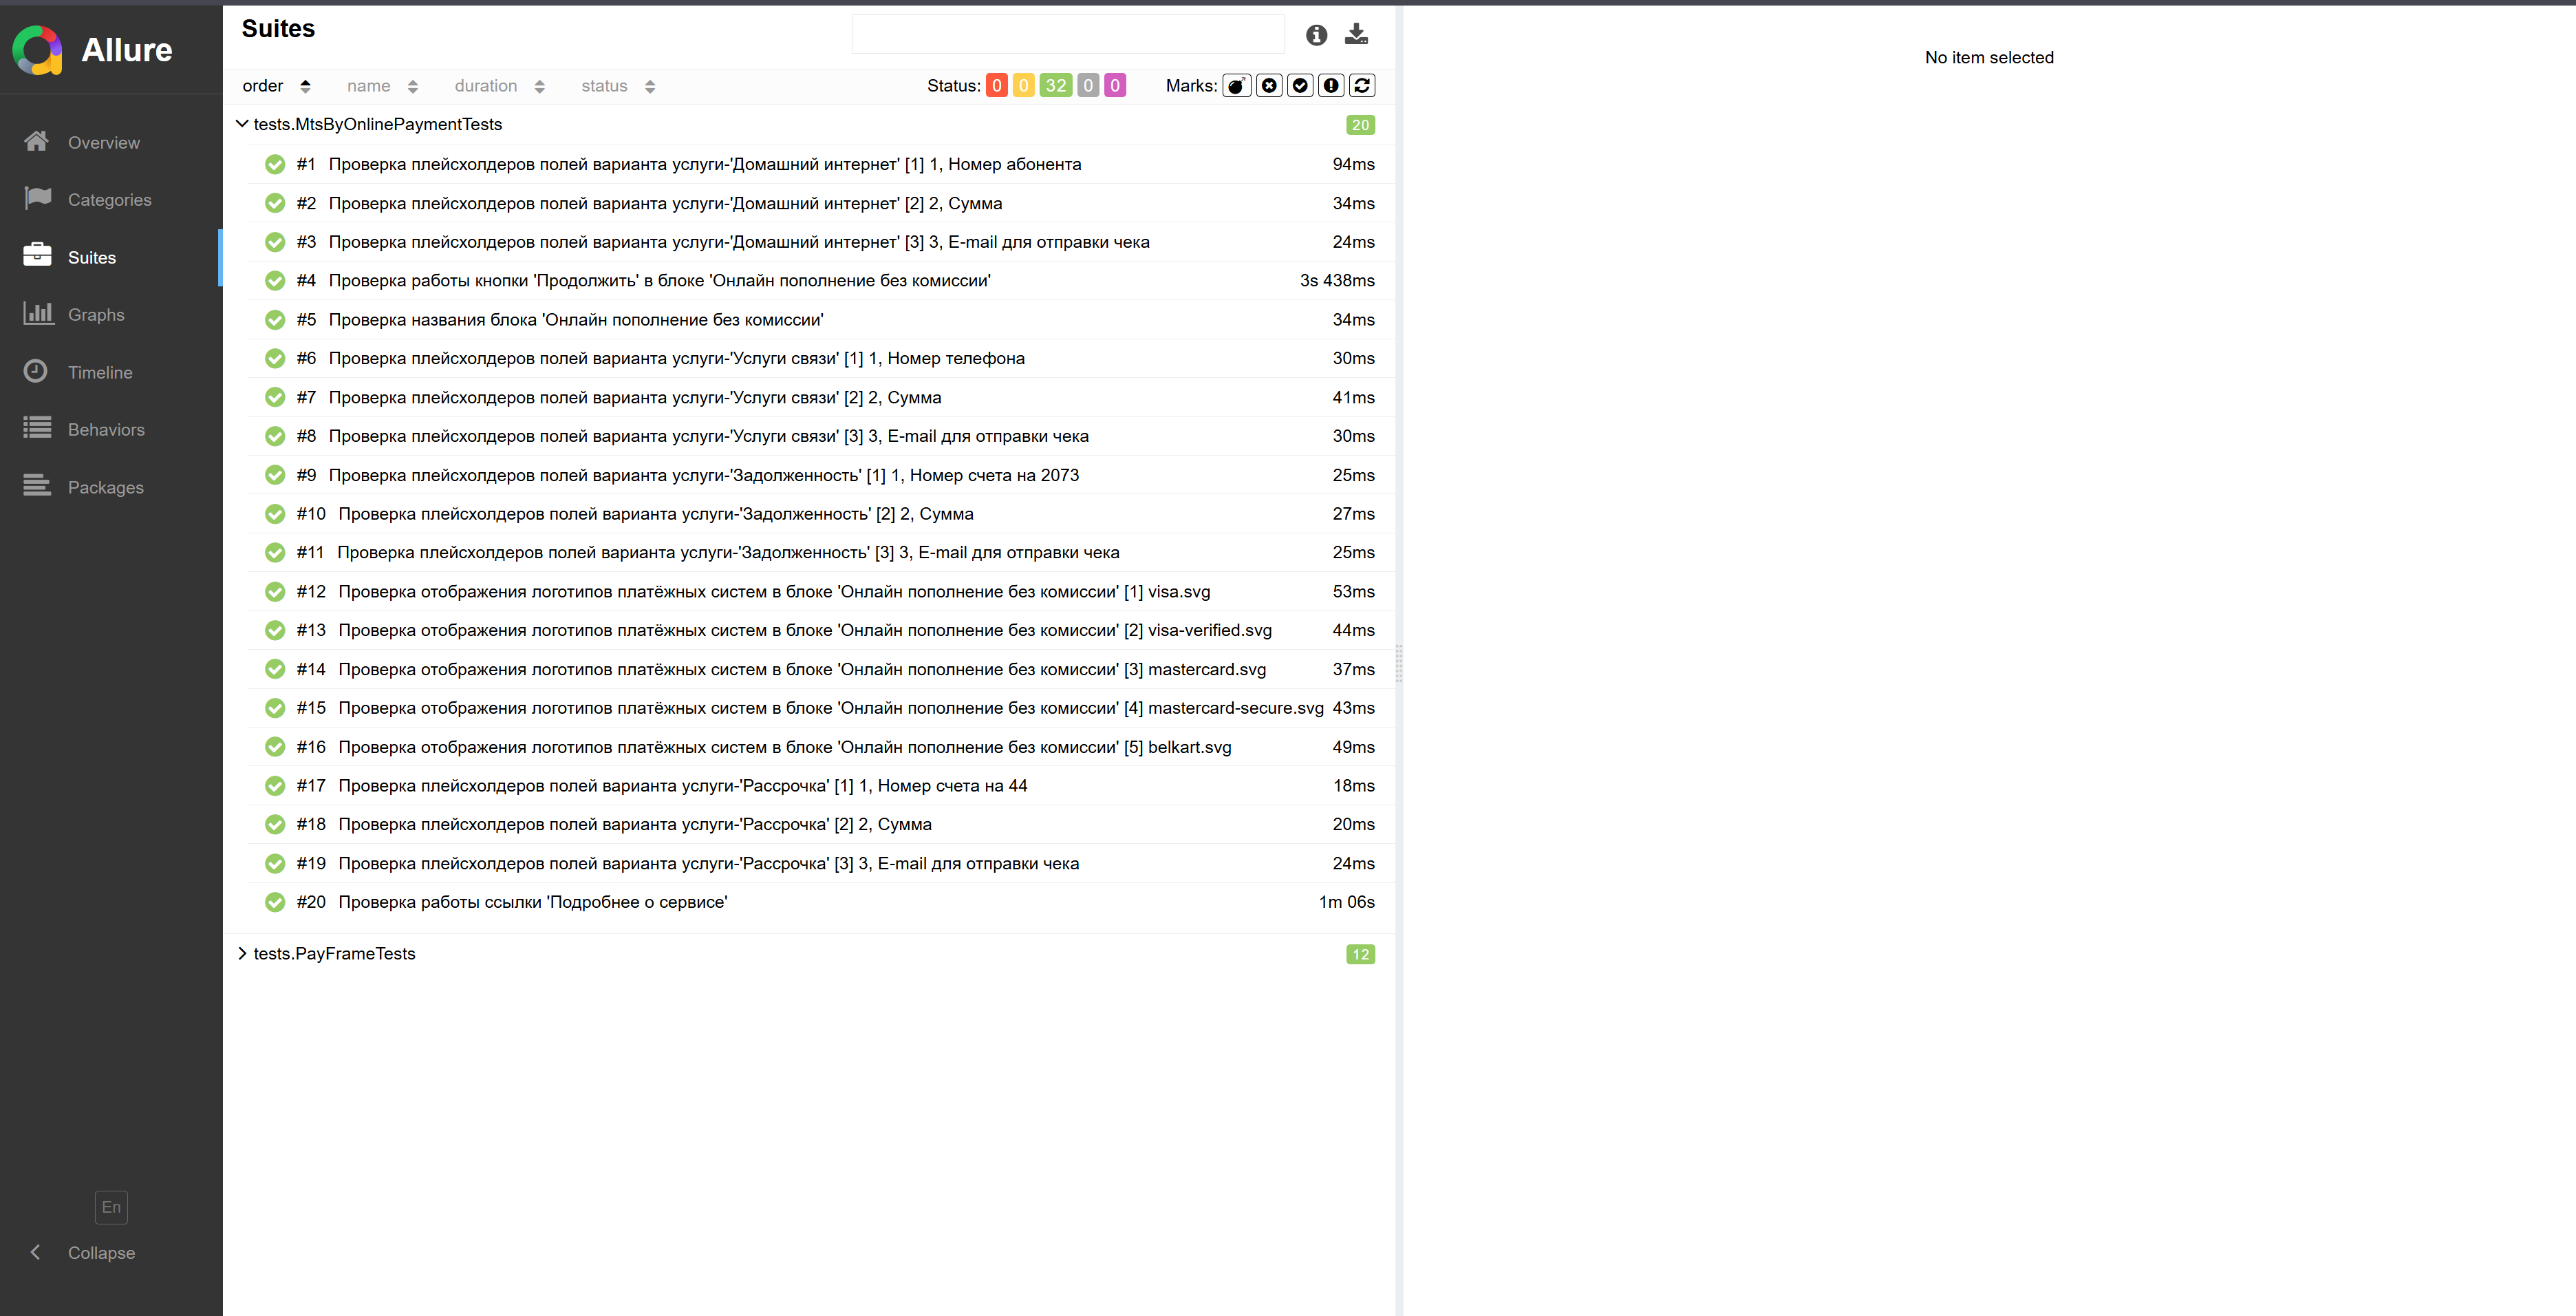 Allure
Overview
Categories
Suites
Graphs
Timeline
Behaviors
Packages
En
Collapse
Suites
order name duration status Status: 0 0 32 0 0 Marks:
tests.MtsByOnlinePaymentTests 20
#1 Проверка плейсхолдеров полей варианта услуги-'Домашний интернет' [1] 1, Номер абонента 94ms
#2 Проверка плейсхолдеров полей варианта услуги-'Домашний интернет' [2] 2, Сумма 34ms
#3 Проверка плейсхолдеров полей варианта услуги-'Домашний интернет' [3] 3, E-mail для отправки чека 24ms
#4 Проверка работы кнопки 'Продолжить' в блоке 'Онлайн пополнение без комиссии' 3s 438ms
#5 Проверка названия блока 'Онлайн пополнение без комиссии' 34ms
#6 Проверка плейсхолдеров полей варианта услуги-'Услуги связи' [1] 1, Номер телефона 30ms
#7 Проверка плейсхолдеров полей варианта услуги-'Услуги связи' [2] 2, Сумма 41ms
#8 Проверка плейсхолдеров полей варианта услуги-'Услуги связи' [3] 3, E-mail для отправки чека 30ms
#9 Проверка плейсхолдеров полей варианта услуги-'Задолженность' [1] 1, Номер счета на 2073 25ms
#10 Проверка плейсхолдеров полей варианта услуги-'Задолженность' [2] 2, Сумма 27ms
#11 Проверка плейсхолдеров полей варианта услуги-'Задолженность' [3] 3, E-mail для отправки чека 25ms
#12 Проверка отображения логотипов платёжных систем в блоке 'Онлайн пополнение без комиссии' [1] visa.svg 53ms
#13 Проверка отображения логотипов платёжных систем в блоке 'Онлайн пополнение без комиссии' [2] visa-verified.svg 44ms
#14 Проверка отображения логотипов платёжных систем в блоке 'Онлайн пополнение без комиссии' [3] mastercard.svg 37ms
#15 Проверка отображения логотипов платёжных систем в блоке 'Онлайн пополнение без комиссии' [4] mastercard-secure.svg 43ms
#16 Проверка отображения логотипов платёжных систем в блоке 'Онлайн пополнение без комиссии' [5] belkart.svg 49ms
#17 Проверка плейсхолдеров полей варианта услуги-'Рассрочка' [1] 1, Номер счета на 44 18ms
#18 Проверка плейсхолдеров полей варианта услуги-'Рассрочка' [2] 2, Сумма 20ms
#19 Проверка плейсхолдеров полей варианта услуги-'Рассрочка' [3] 3, E-mail для отправки чека 24ms
#20 Проверка работы ссылки 'Подробнее о сервисе' 1m 06s
tests.PayFrameTests 12
No item selected